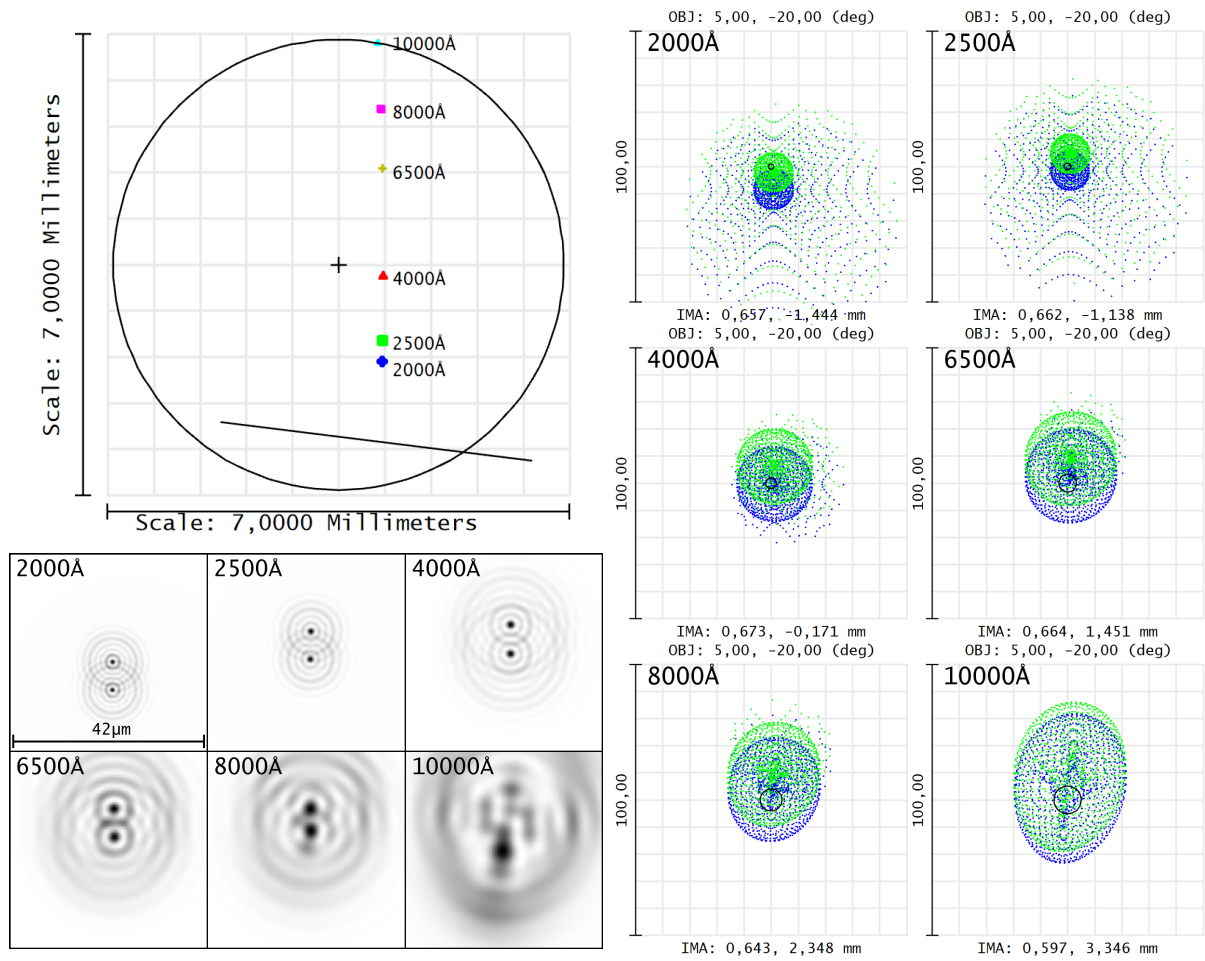 10000Å
8000Å
6500Å
4000Å
2500Å
2000Å
Scale: 7,0000 Millimeters
Scale: 7,0000 Millimeters
2000Å
2500Å
4000Å
42µm
6500Å
8000Å
10000Å
OBJ: 5,00, -20,00 (deg)
2000Å
100,00
IMA: 0,657, -1,444 mm
OBJ: 5,00, -20,00 (deg)
2500Å
100,00
IMA: 0,662, -1,138 mm
OBJ: 5,00, -20,00 (deg)
4000Å
100,00
IMA: 0,673, -0,171 mm
OBJ: 5,00, -20,00 (deg)
6500Å
100,00
IMA: 0,664, 1,451 mm
OBJ: 5,00, -20,00 (deg)
8000Å
100,00
IMA: 0,643, 2,348 mm
OBJ: 5,00, -20,00 (deg)
10000Å
100,00
IMA: 0,597, 3,346 mm